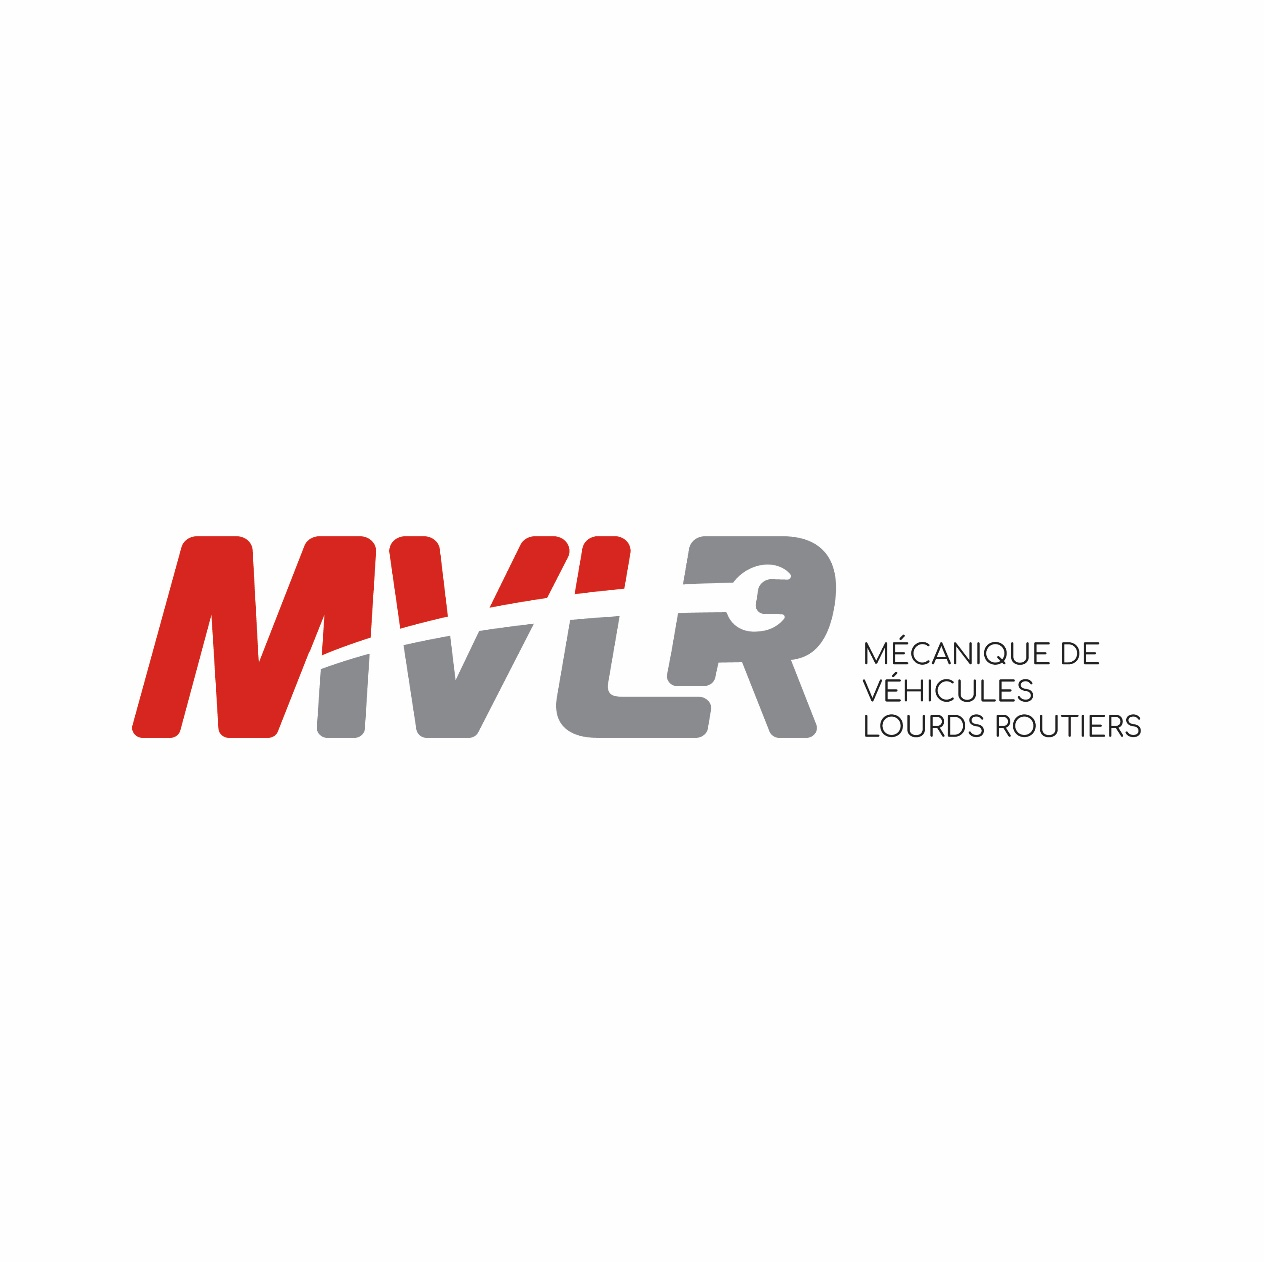 MVLR
MÉCANIQUE DE
VÉHICULES
LOURDS ROUTIERS